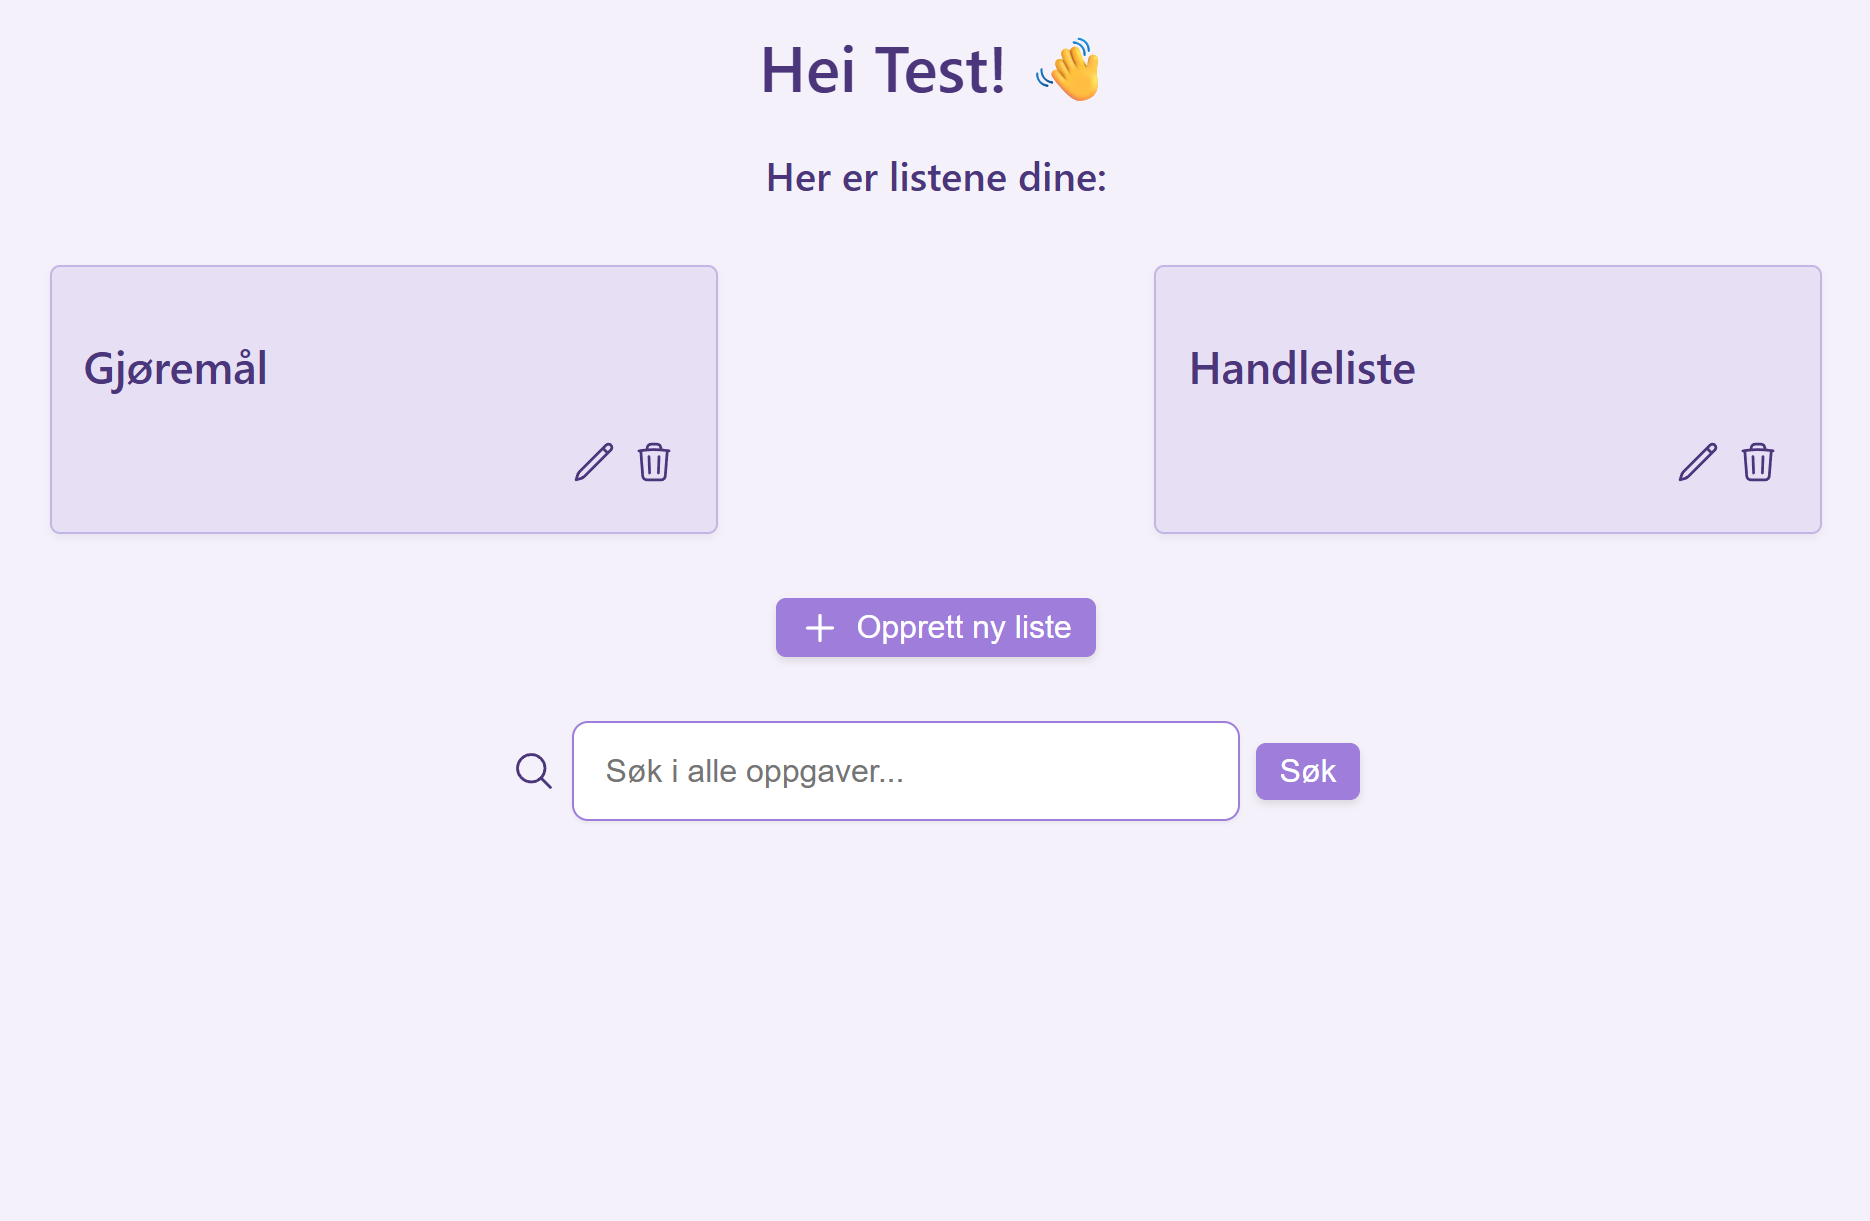 Hei Test! 👋
Her er listene dine:
Gjøremål
Handleliste
Opprett ny liste
Søk i alle oppgaver...
Søk